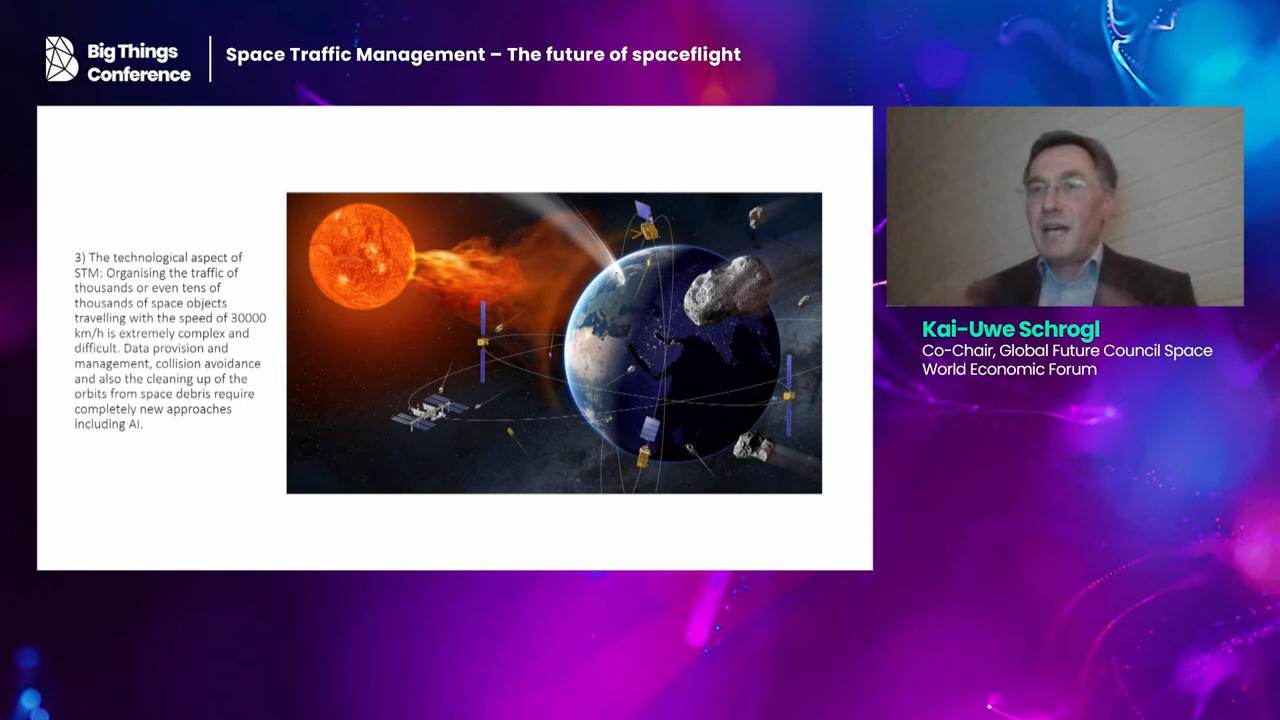 Big Things
Conference
Space Traffic Management – The future of spaceflight
3) The technological aspect of
STM: Organising the traffic of
thousands or even tens of
thousands of space objects
travelling with the speed of 30000
km/h is extremely complex and
difficult. Data provision and
management, collision avoidance
and also the cleaning up of the
orbits from space debris require
completely new approaches
including AI.
Kai-Uwe Schrogl
Co-Chair, Global Future Council Space
World Economic Forum